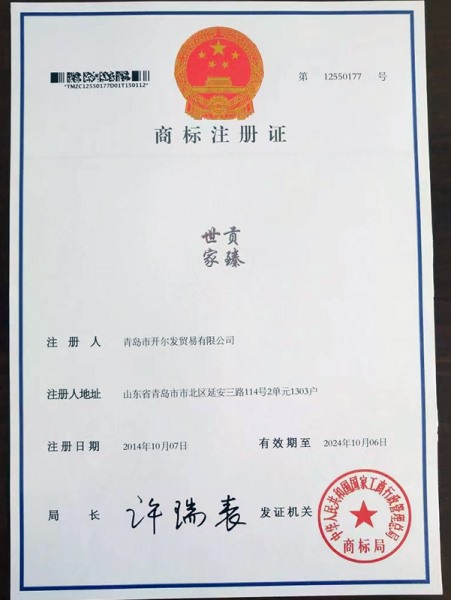 *TMZC12550177D01T150112*
第 12550177 号
商标注册证
世贡
家臻
注册人 青岛市开尔发贸易有限公司
注册人地址 山东省青岛市市北区延安三路114号2单元1303户
注册日期 2014年10月07日 有效期至 2024年10月06日
局长 许瑞表 发证机关
中华人民共和国国家工商行政管理总局
商标局